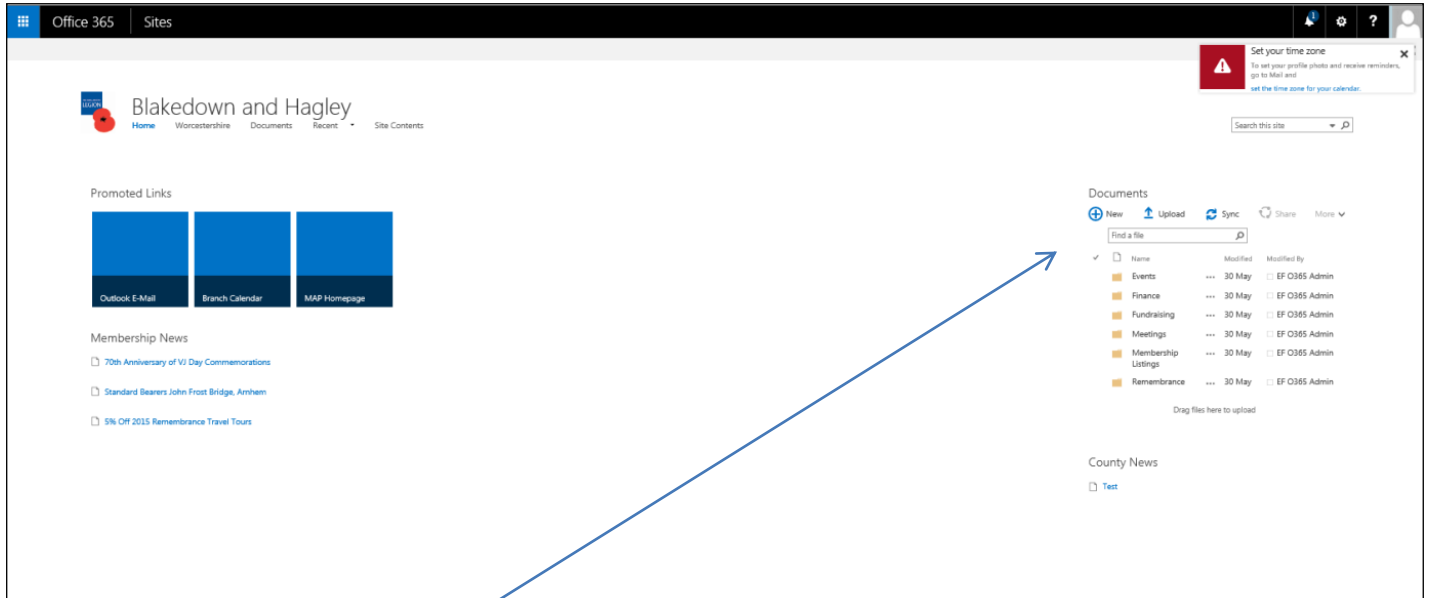 Office 365 Sites
1
?
Set your time zone
To set your profile photo and receive reminders,
go to Mail and
set the time zone for your calendar.
LEGION
Blakedown and Hagley
Home Worcestershire Documents Recent Site Contents
Search this site
Promoted Links
Outlook E-Mail Branch Calendar MAP Homepage
Membership News
70th Anniversary of VJ Day Commemorations
Standard Bearers John Frost Bridge, Arnhem
5% Off 2015 Remembrance Travel Tours
Documents
New Upload Sync Share More
Find a file
Name Modified Modified By
Events ... 30 May EF O365 Admin
Finance ... 30 May EF O365 Admin
Fundraising ... 30 May EF O365 Admin
Meetings ... 30 May EF O365 Admin
Membership ... 30 May EF O365 Admin
Listings
Remembrance ... 30 May EF O365 Admin
Drag files here to upload
County News
Test